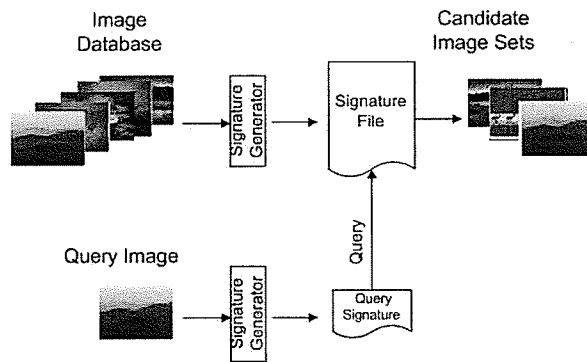 Image
Database
Candidate
Image Sets
Signature
Generator
Signature
File
Query
Query Image
Signature
Generator
Query
Signature